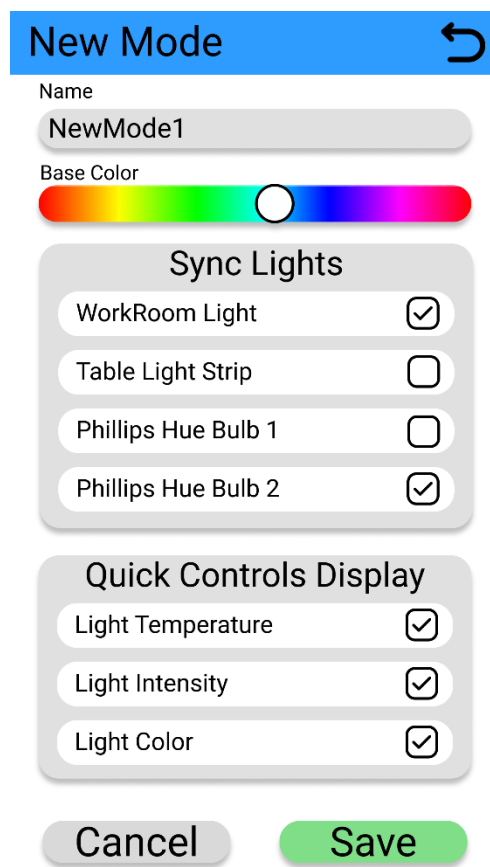 New Mode
Name
NewMode1
Base Color
Sync Lights
WorkRoom Light
Table Light Strip
Phillips Hue Bulb 1
Phillips Hue Bulb 2
Quick Controls Display
Light Temperature
Light Intensity
Light Color
Cancel Save